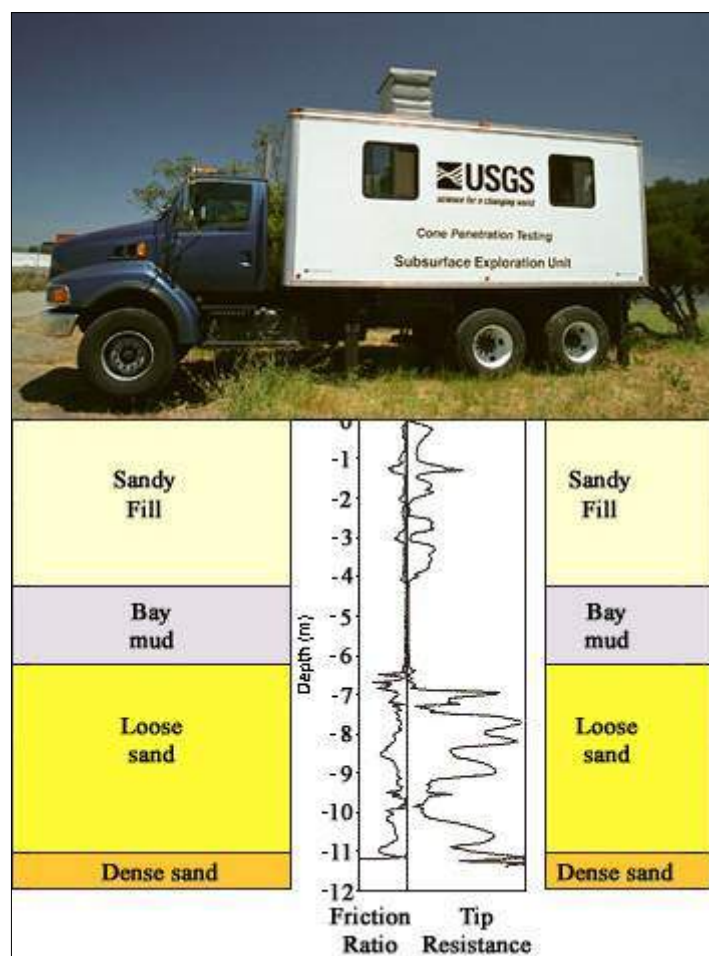 USGS
science for a changing world
Cone Penetration Testing
Subsurface Exploration Unit
Sandy
Fill
Bay
mud
Loose
sand
Dense sand
Depth (m)
0
-1
-2
-3
-4
-5
-6
-7
-8
-9
-10
-11
-12
Friction
Ratio
Tip
Resistance
Sandy
Fill
Bay
mud
Loose
sand
Dense sand